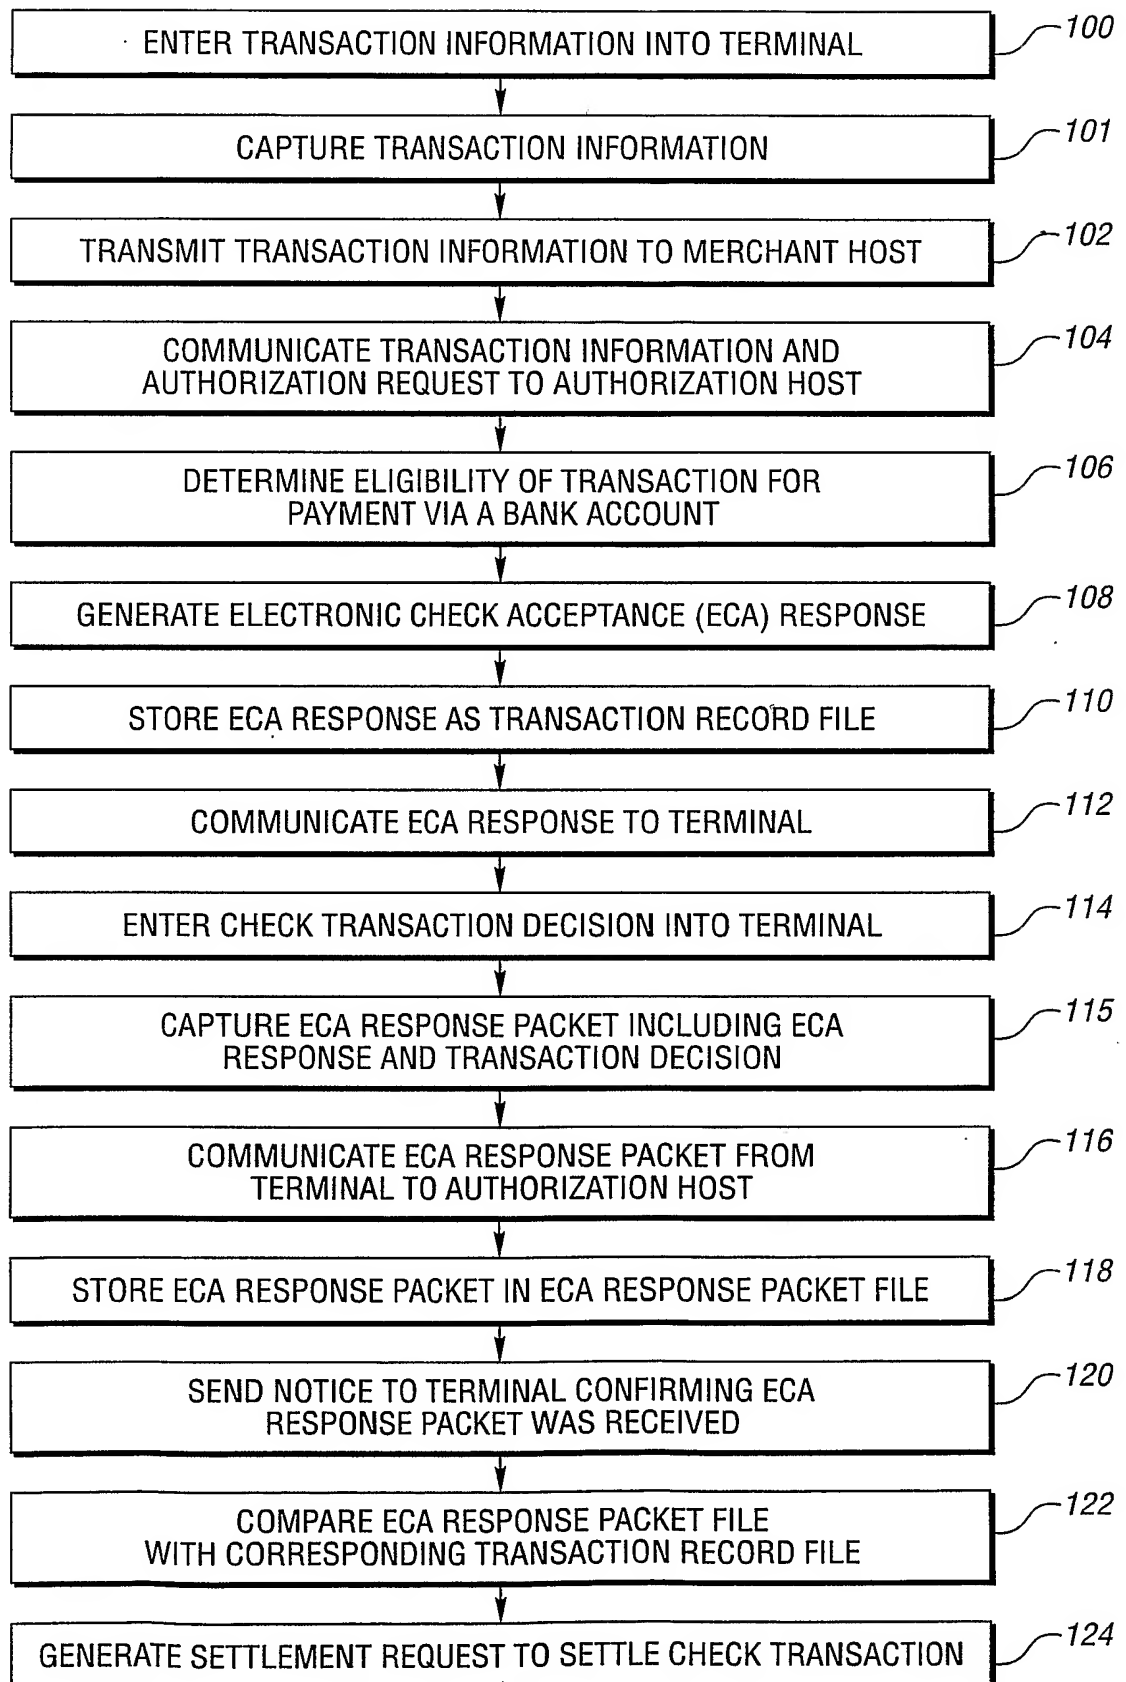 ENTER TRANSACTION INFORMATION INTO TERMINAL
100
CAPTURE TRANSACTION INFORMATION
101
TRANSMIT TRANSACTION INFORMATION TO MERCHANT HOST
102
COMMUNICATE TRANSACTION INFORMATION AND
AUTHORIZATION REQUEST TO AUTHORIZATION HOST
104
DETERMINE ELIGIBILITY OF TRANSACTION FOR
PAYMENT VIA A BANK ACCOUNT
106
GENERATE ELECTRONIC CHECK ACCEPTANCE (ECA) RESPONSE
108
STORE ECA RESPONSE AS TRANSACTION RECORD FILE
110
COMMUNICATE ECA RESPONSE TO TERMINAL
112
ENTER CHECK TRANSACTION DECISION INTO TERMINAL
114
CAPTURE ECA RESPONSE PACKET INCLUDING ECA
RESPONSE AND TRANSACTION DECISION
115
COMMUNICATE ECA RESPONSE PACKET FROM
TERMINAL TO AUTHORIZATION HOST
116
STORE ECA RESPONSE PACKET IN ECA RESPONSE PACKET FILE
118
SEND NOTICE TO TERMINAL CONFIRMING ECA
RESPONSE PACKET WAS RECEIVED
120
COMPARE ECA RESPONSE PACKET FILE
WITH CORRESPONDING TRANSACTION RECORD FILE
122
GENERATE SETTLEMENT REQUEST TO SETTLE CHECK TRANSACTION
124